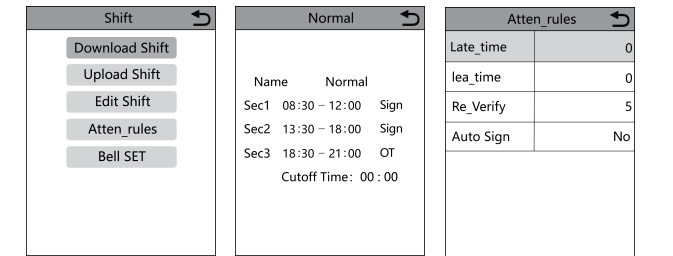 Shift
Download Shift
Upload Shift
Edit Shift
Atten_rules
Bell SET
Normal
Name Normal
Sec1 08:30 – 12:00 Sign
Sec2 13:30 – 18:00 Sign
Sec3 18:30 – 21:00 OT
Cutoff Time: 00 : 00
Atten_rules
Late_time 0
lea_time 0
Re_Verify 5
Auto Sign No